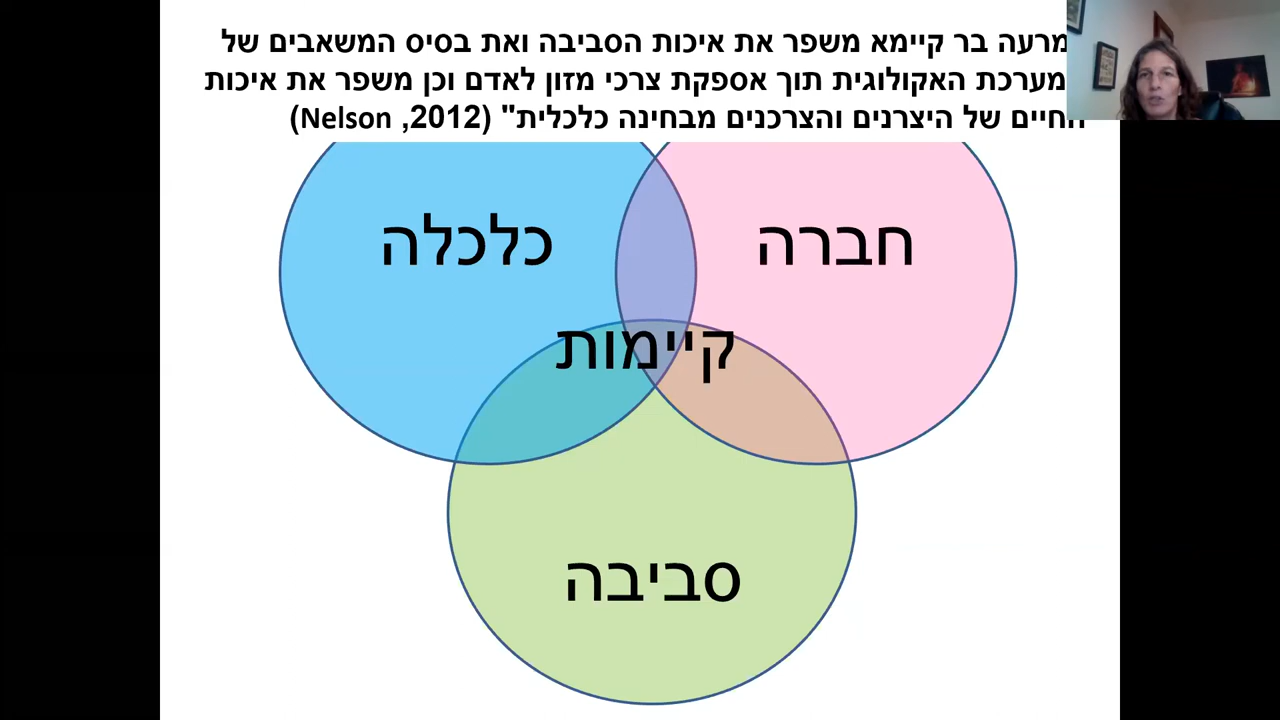 מרעה בר קיימא משפר את איכות הסביבה ואת בסיס המשאבים של
מערכת האקולוגית תוך אספקת צרכי מזון לאדם וכן משפר את איכות
החיים של היצרנים והצרכנים מבחינה כלכלית" (Nelson ,2012)
כלכלה
חברה
קיימות
סביבה